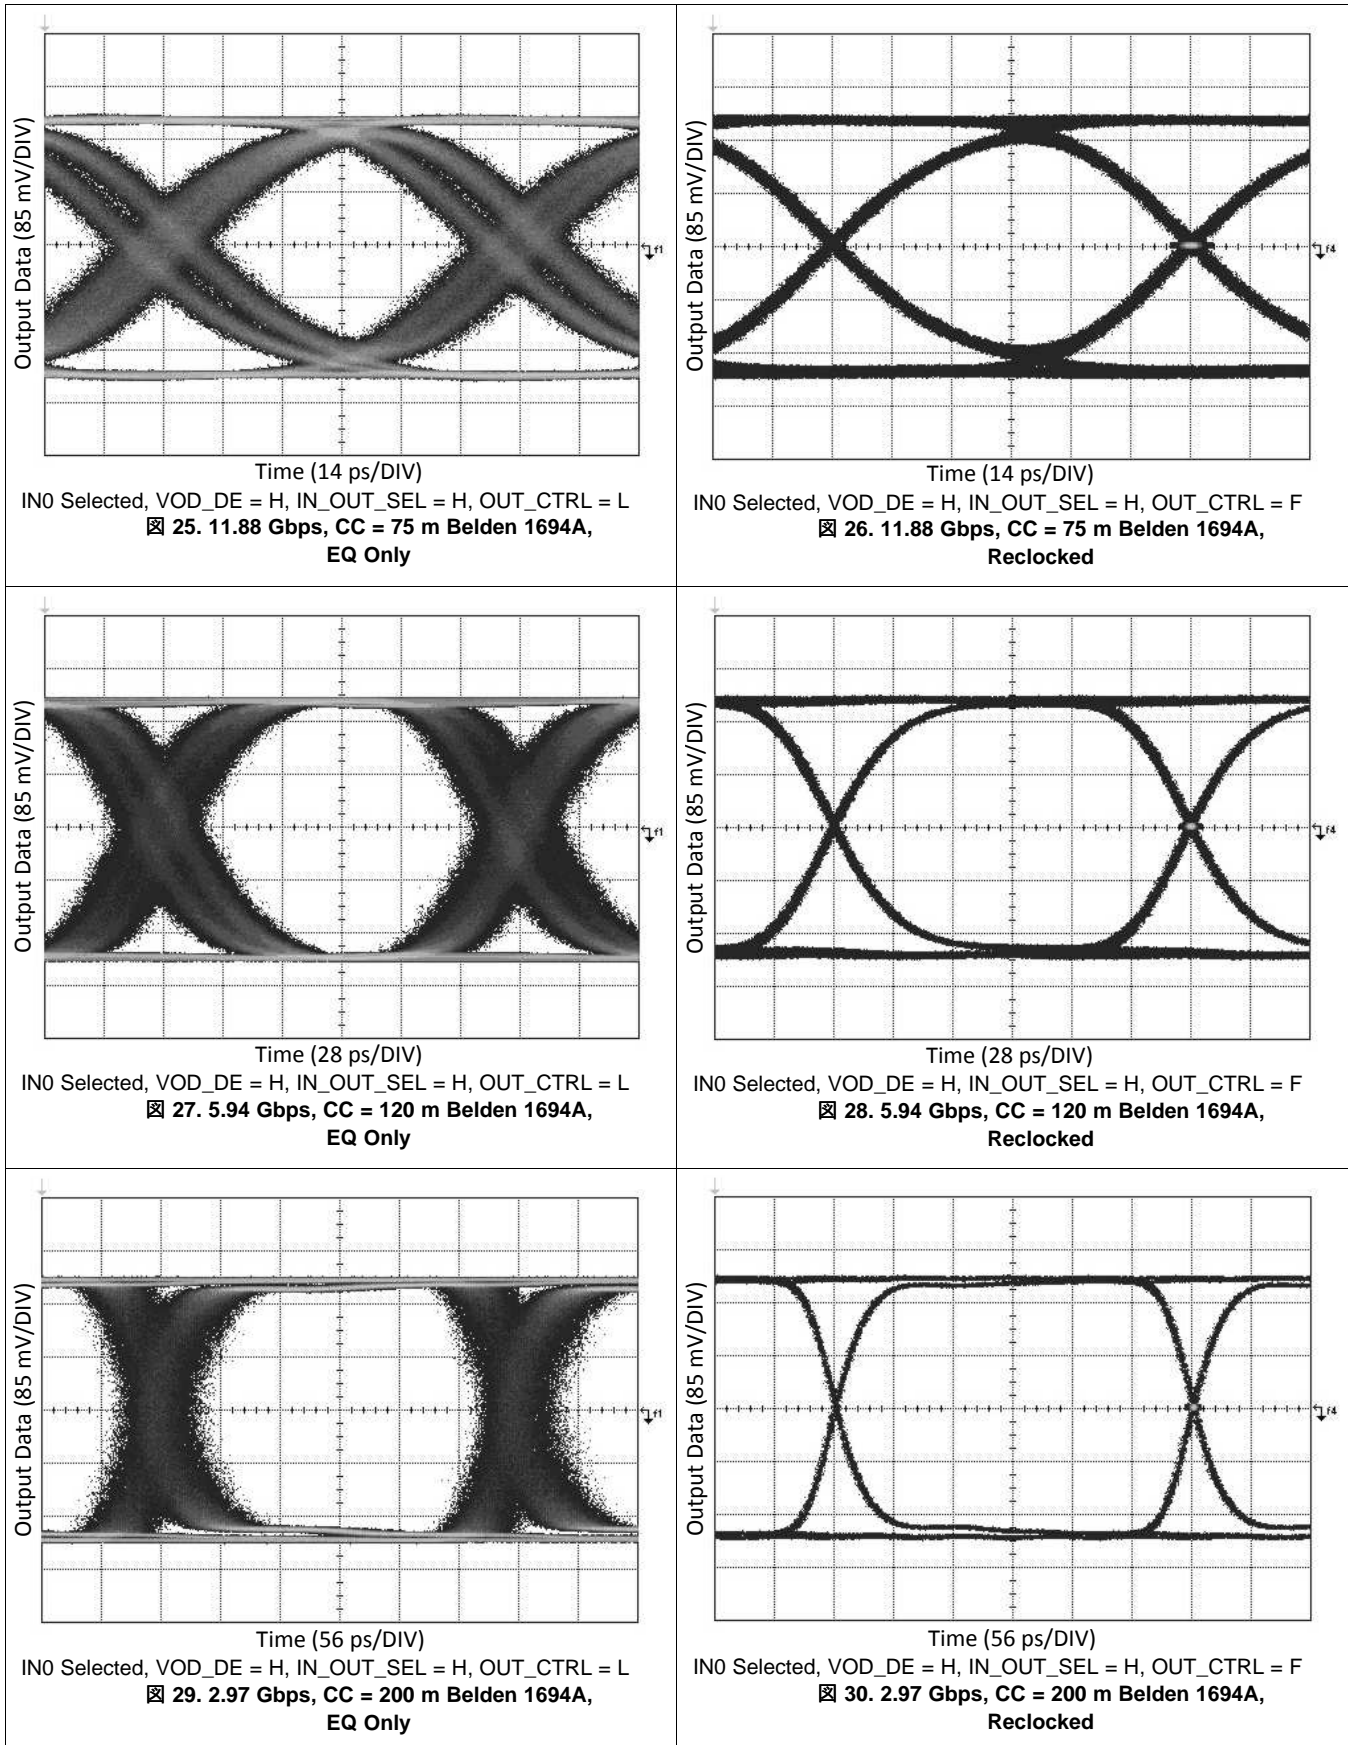 Output Data (85 mV/DIV)
f1
Time (14 ps/DIV)
IN0 Selected, VOD_DE = H, IN_OUT_SEL = H, OUT_CTRL = L
図 25. 11.88 Gbps, CC = 75 m Belden 1694A,
EQ Only
Output Data (85 mV/DIV)
f4
Time (14 ps/DIV)
IN0 Selected, VOD_DE = H, IN_OUT_SEL = H, OUT_CTRL = F
図 26. 11.88 Gbps, CC = 75 m Belden 1694A,
Reclocked
Output Data (85 mV/DIV)
f1
Time (28 ps/DIV)
IN0 Selected, VOD_DE = H, IN_OUT_SEL = H, OUT_CTRL = L
図 27. 5.94 Gbps, CC = 120 m Belden 1694A,
EQ Only
Output Data (85 mV/DIV)
f4
Time (28 ps/DIV)
IN0 Selected, VOD_DE = H, IN_OUT_SEL = H, OUT_CTRL = F
図 28. 5.94 Gbps, CC = 120 m Belden 1694A,
Reclocked
Output Data (85 mV/DIV)
f1
Time (56 ps/DIV)
IN0 Selected, VOD_DE = H, IN_OUT_SEL = H, OUT_CTRL = L
図 29. 2.97 Gbps, CC = 200 m Belden 1694A,
EQ Only
Output Data (85 mV/DIV)
f4
Time (56 ps/DIV)
IN0 Selected, VOD_DE = H, IN_OUT_SEL = H, OUT_CTRL = F
図 30. 2.97 Gbps, CC = 200 m Belden 1694A,
Reclocked